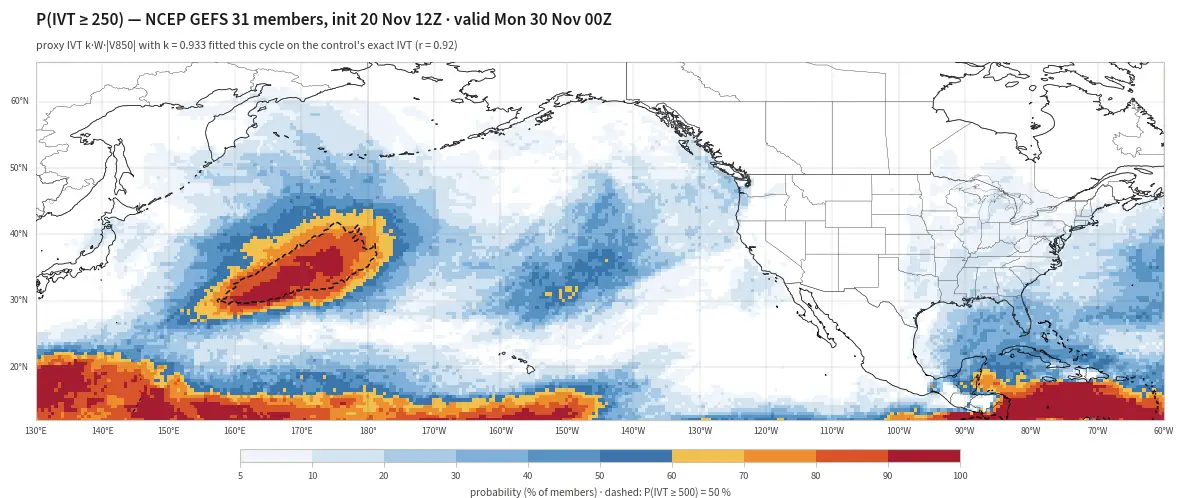 P(IVT ≥ 250) — NCEP GEFS 31 members, init 20 Nov 12Z · valid Mon 30 Nov 00Z
proxy IVT k·W·|V850| with k = 0.933 fitted this cycle on the control's exact IVT (r = 0.92)
60°N
50°N
40°N
30°N
20°N
130°E 140°E 150°E 160°E 170°E 180° 170°W 160°W 150°W 140°W 130°W 120°W 110°W 100°W 90°W 80°W 70°W 60°W
5 10 20 30 40 50 60 70 80 90 100
probability (% of members) · dashed: P(IVT ≥ 500) = 50 %